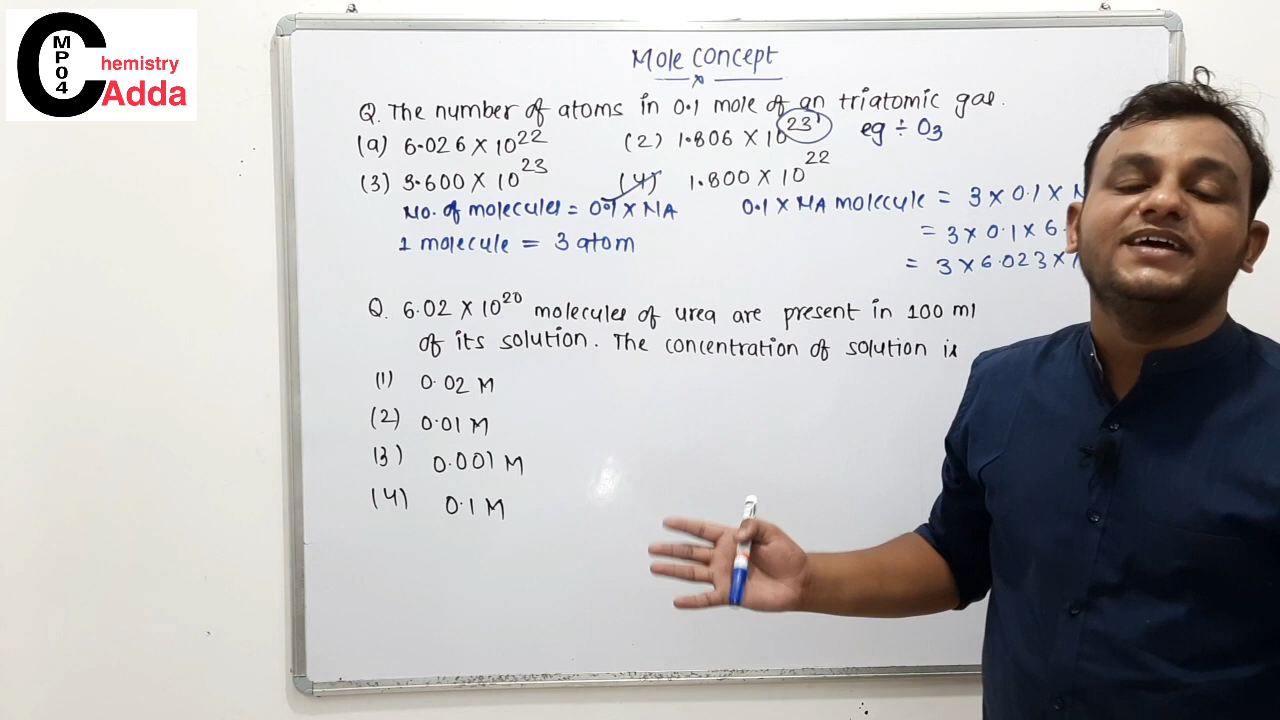 MP04
Chemistry
Adda
Mole Concept
Q. The number of atoms in 0.1 mole of an triatomic gas.
(a) 6.026 X 10²² (2) 1.806 X 10²³ eg ÷ O₃
(3) 3.600 X 10²³ (4) 1.800 X 10²²
No. of molecules = 0.1 X NA 0.1 X NA molecule = 3 X 0.1 X
1 molecule = 3 atom = 3 X 0.1 X 6.
= 3 X 6.023 X
Q. 6.02 X 10²⁰ molecules of urea are present in 100 ml
of its solution. The concentration of solution is
(1) 0.02 M
(2) 0.01 M
(3) 0.001 M
(4) 0.1 M